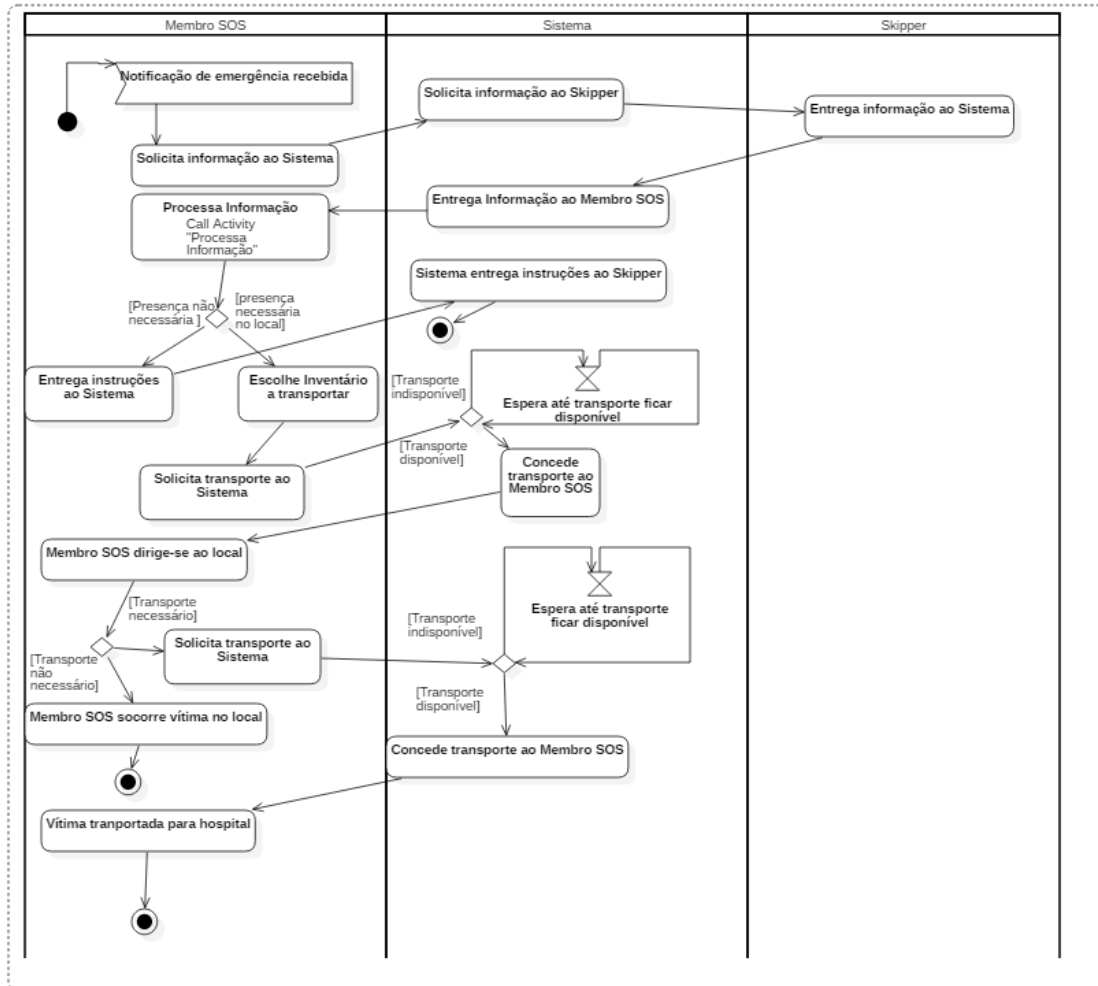 Membro SOS
Sistema
Skipper
Notificação de emergência recebida
Solicita informação ao Skipper
Entrega informação ao Sistema
Solicita informação ao Sistema
Entrega Informação ao Membro SOS
Processa Informação
Call Activity
"Processa
Informação"
Sistema entrega instruções ao Skipper
[Presença não
necessária ]
[presença
necessária
no local]
Entrega instruções
ao Sistema
Escolhe Inventário
a transportar
[Transporte
indisponível]
Espera até transporte ficar
disponível
[Transporte
disponível]
Concede
transporte ao
Membro SOS
Solicita transporte ao
Sistema
Membro SOS dirige-se ao local
[Transporte
necessário]
[Transporte
indisponível]
Espera até transporte
ficar disponível
Solicita transporte ao
Sistema
[Transporte
não
necessário]
[Transporte
disponível]
Membro SOS socorre vítima no local
Concede transporte ao Membro SOS
Vítima tranportada para hospital